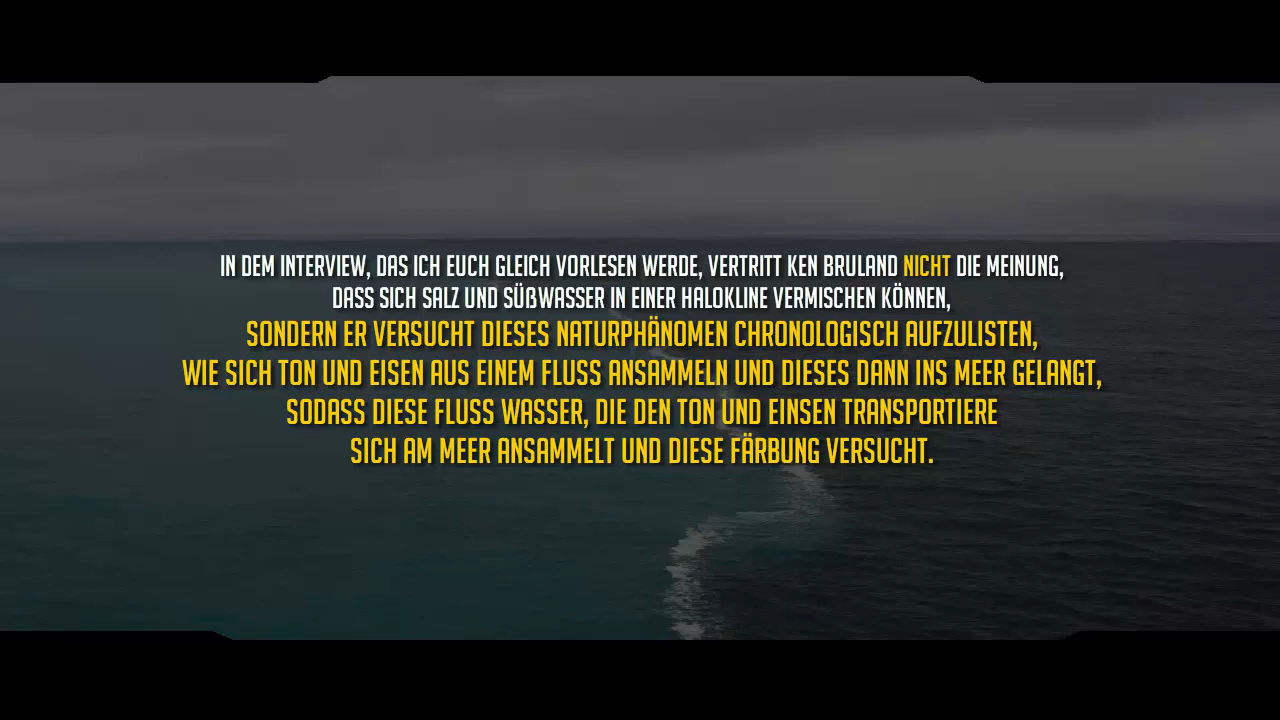 IN DEM INTERVIEW, DAS ICH EUCH GLEICH VORLESEN WERDE, VERTRITT KEN BRULAND NICHT DIE MEINUNG,
DASS SICH SALZ UND SÜßWASSER IN EINER HALOKLINE VERMISCHEN KÖNNEN,
SONDERN ER VERSUCHT DIESES NATURPHÄNOMEN CHRONOLOGISCH AUFZULISTEN,
WIE SICH TON UND EISEN AUS EINEM FLUSS ANSAMMELN UND DIESES DANN INS MEER GELANGT,
SODASS DIESE FLUSS WASSER, DIE DEN TON UND EINSEN TRANSPORTIERE
SICH AM MEER ANSAMMELT UND DIESE FÄRBUNG VERSUCHT.